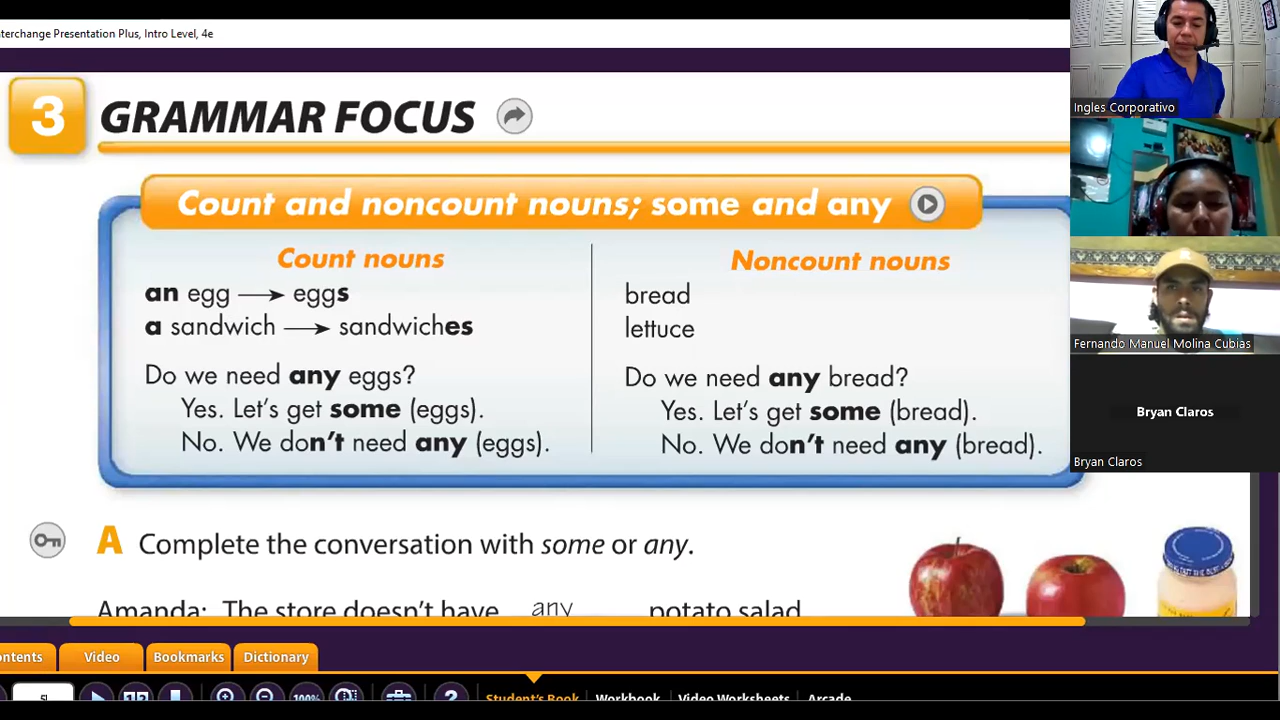 terchange Presentation Plus, Intro Level, 4e
3 GRAMMAR FOCUS
Count and noncount nouns; some and any
Count nouns
an egg → eggs
a sandwich → sandwiches
Do we need any eggs?
Yes. Let's get some (eggs).
No. We don't need any (eggs).
Noncount nouns
bread
lettuce
Do we need any bread?
Yes. Let's get some (bread).
No. We don't need any (bread).
A Complete the conversation with some or any.
Amanda: The store doesn't have any potato salad
ontents Video Bookmarks Dictionary
100% ? Student's Book Workbook Video Worksheets Arcade
Ingles Corporativo
Fernando Manuel Molina Cubias
Bryan Claros
Bryan Claros